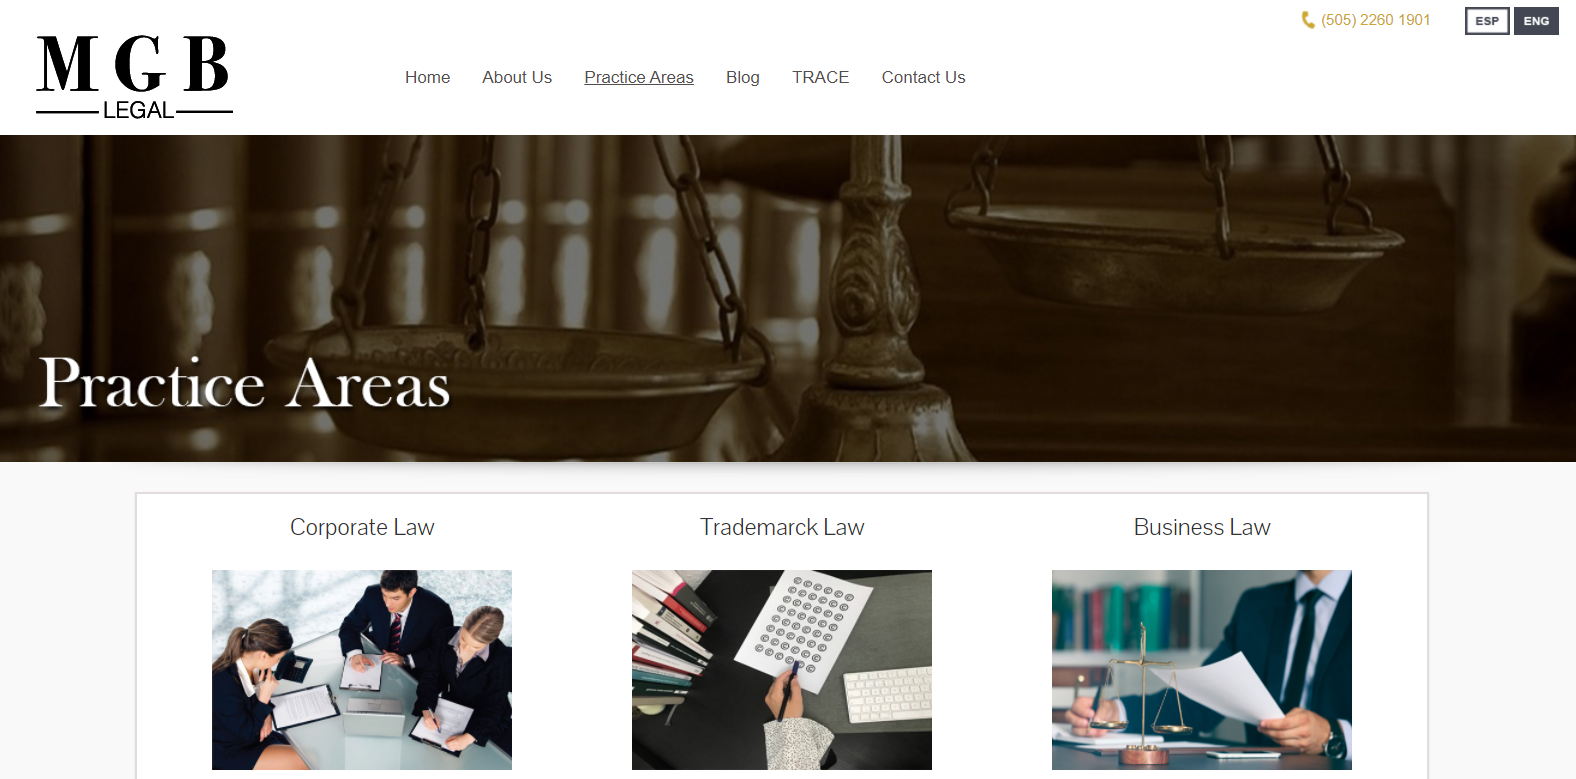 (505) 2260 1901
ESP
ENG
M G B
LEGAL
Home
About Us
Practice Areas
Blog
TRACE
Contact Us
Practice Areas
Corporate Law
Trademarck Law
Business Law